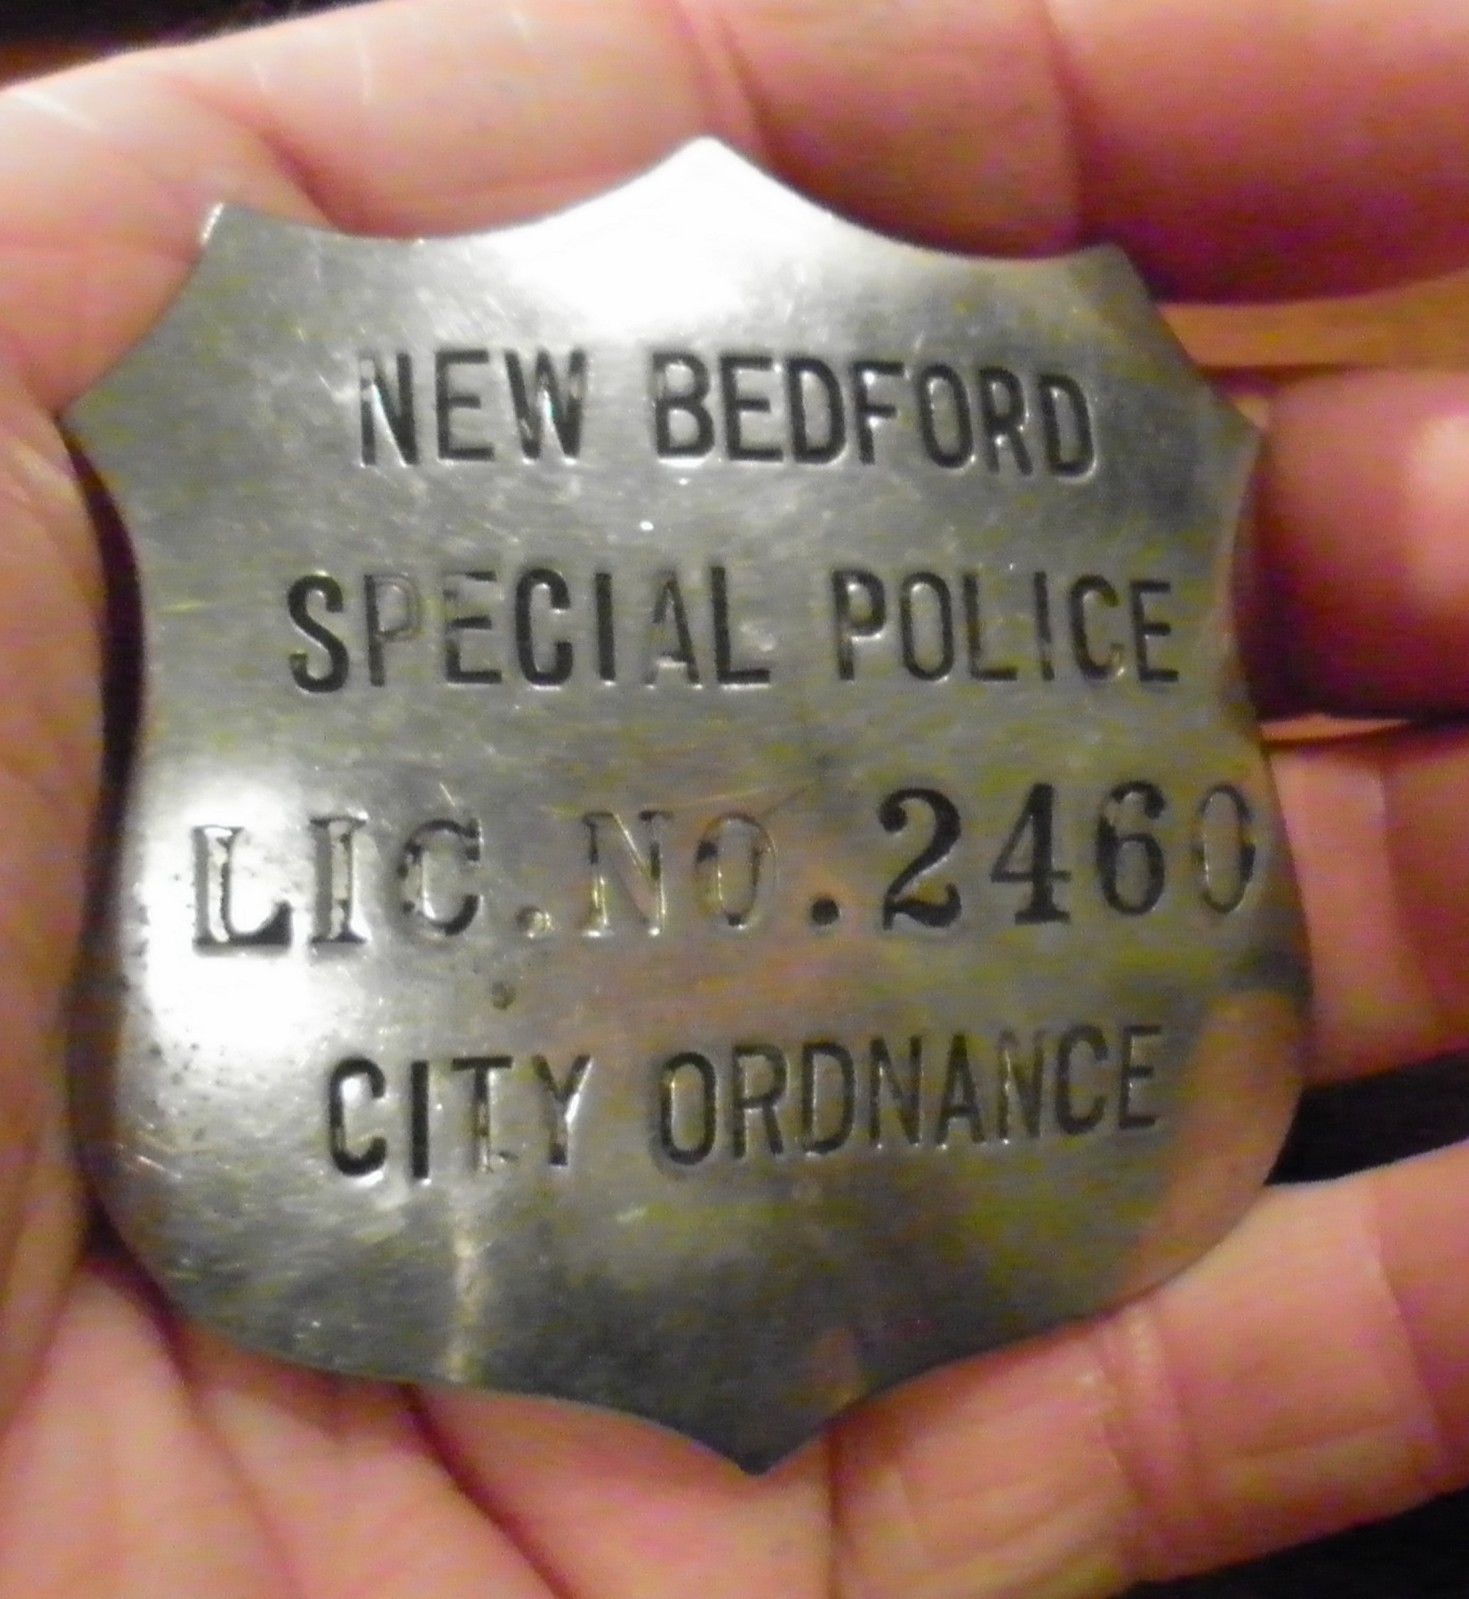 NEW BEDFORD
SPECIAL POLICE
LIC.NO.2460
CITY ORDNANCE